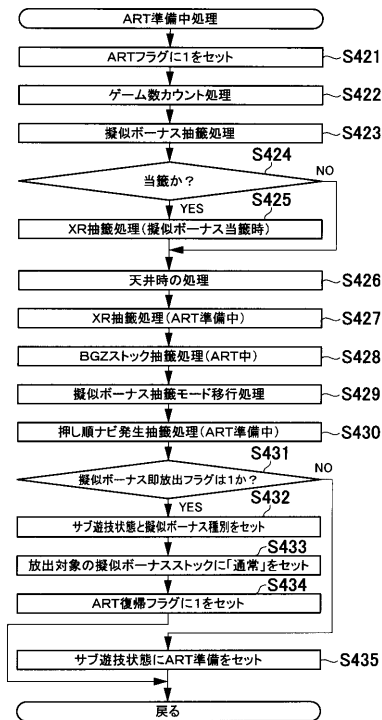 ART準備中処理
ARTフラグに1をセット
S421
ゲーム数カウント処理
S422
擬似ボーナス抽籤処理
S423
S424
当籤か？
NO
YES
S425
XR抽籤処理(擬似ボーナス当籤時)
天井時の処理
S426
XR抽籤処理(ART準備中)
S427
BGZストック抽籤処理(ART中)
S428
擬似ボーナス抽籤モード移行処理
S429
押し順ナビ発生抽籤処理(ART準備中)
S430
S431
擬似ボーナス即放出フラグは1か？
NO
YES
S432
サブ遊技状態と擬似ボーナス種別をセット
S433
放出対象の擬似ボーナスストックに「通常」をセット
S434
ART復帰フラグに1をセット
サブ遊技状態にART準備をセット
S435
戻る